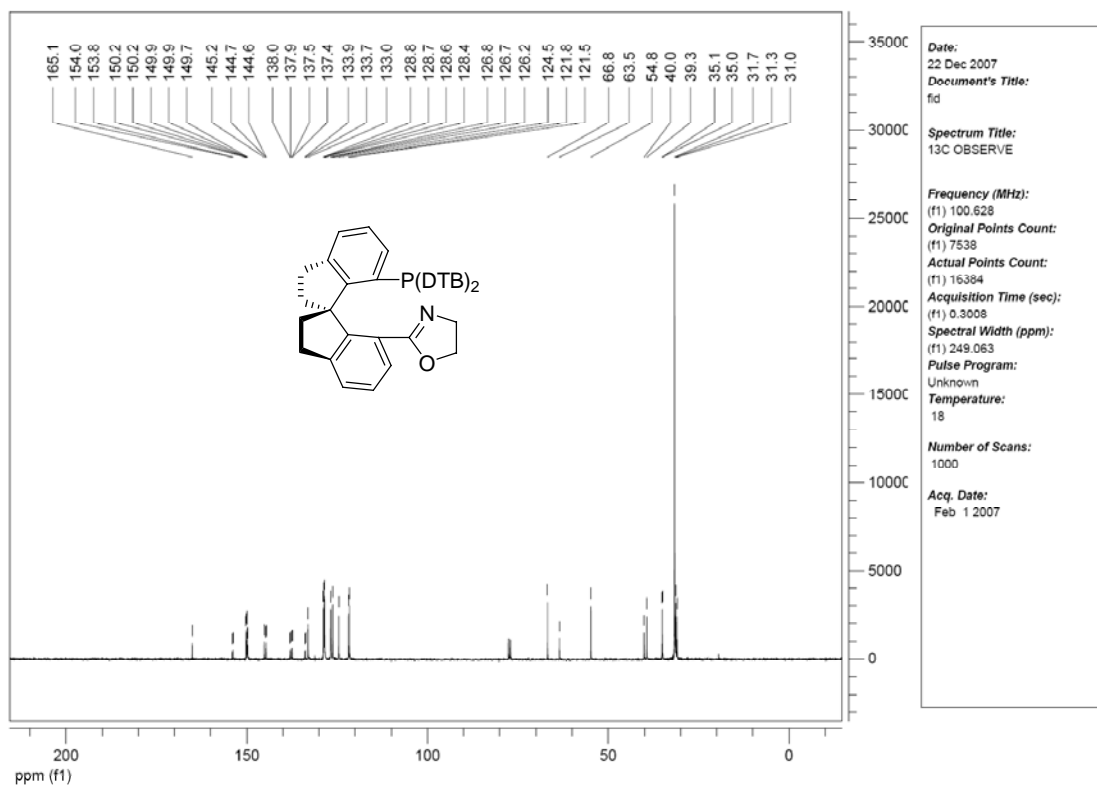 165.1 154.0 153.8 150.2 150.2 149.9 149.9 149.7 145.2 144.7 144.6 138.0 137.9 137.5 137.4 133.9 133.7 133.0 128.8 128.7 128.6 128.4 126.8 126.7 126.2 124.5 121.8 121.5 66.8 63.5 54.8 40.0 39.3 35.1 35.0 31.7 31.3 31.0
P(DTB)2
N
O
35000
30000
25000
20000
15000
10000
5000
0
200 150 100 50 0
ppm (f1)
Date:
22 Dec 2007
Document's Title:
fid
Spectrum Title:
13C OBSERVE
Frequency (MHz):
(f1) 100.628
Original Points Count:
(f1) 7538
Actual Points Count:
(f1) 16384
Acquisition Time (sec):
(f1) 0.3008
Spectral Width (ppm):
(f1) 249.063
Pulse Program:
Unknown
Temperature:
18
Number of Scans:
1000
Acq. Date:
Feb 1 2007